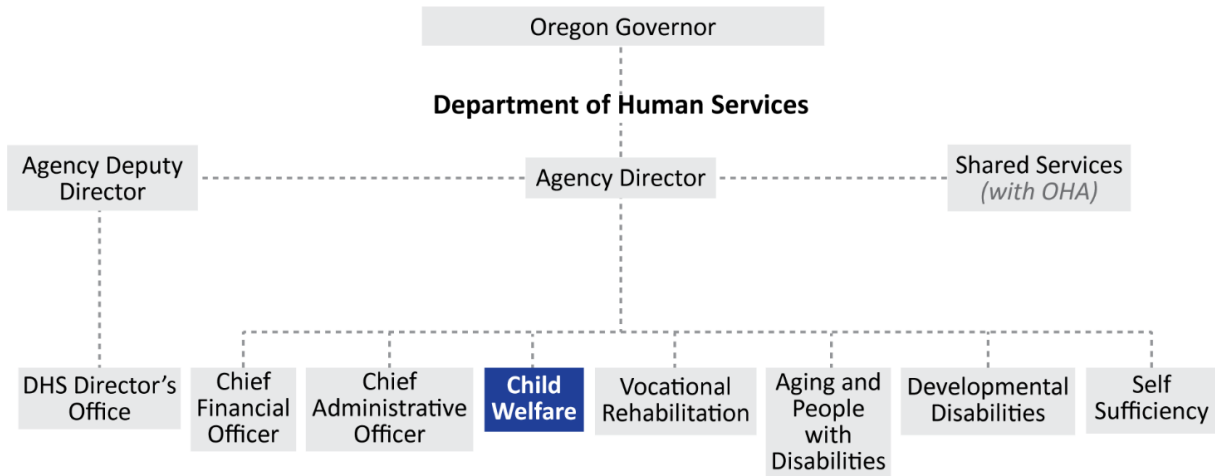 Oregon Governor
Department of Human Services
Agency Deputy
Director
Agency Director
Shared Services
(with OHA)
DHS Director's
Office
Chief
Financial
Officer
Chief
Administrative
Officer
Child
Welfare
Vocational
Rehabilitation
Aging and
People
with
Disabilities
Developmental
Disabilities
Self
Sufficiency